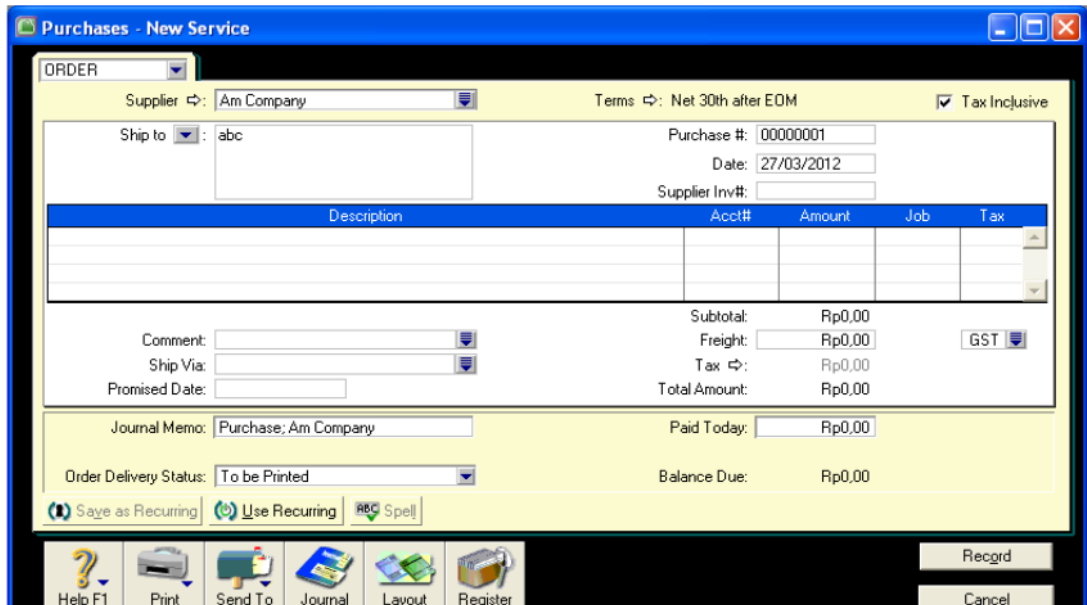 Purchases - New Service
ORDER
Supplier ⇨: Am Company Terms ⇨: Net 30th after EOM Tax Inclusive
Ship to : abc Purchase #: 00000001
Date: 27/03/2012
Supplier Inv#:
Description Acct# Amount Job Tax
Subtotal: Rp0,00
Comment: Freight: Rp0,00 GST
Ship Via: Tax ⇨: Rp0,00
Promised Date: Total Amount: Rp0,00
Journal Memo: Purchase; Am Company Paid Today: Rp0,00
Order Delivery Status: To be Printed Balance Due: Rp0,00
Save as Recurring Use Recurring ABC Spell
Record
Help F1 Print Send To Journal Layout Register Cancel